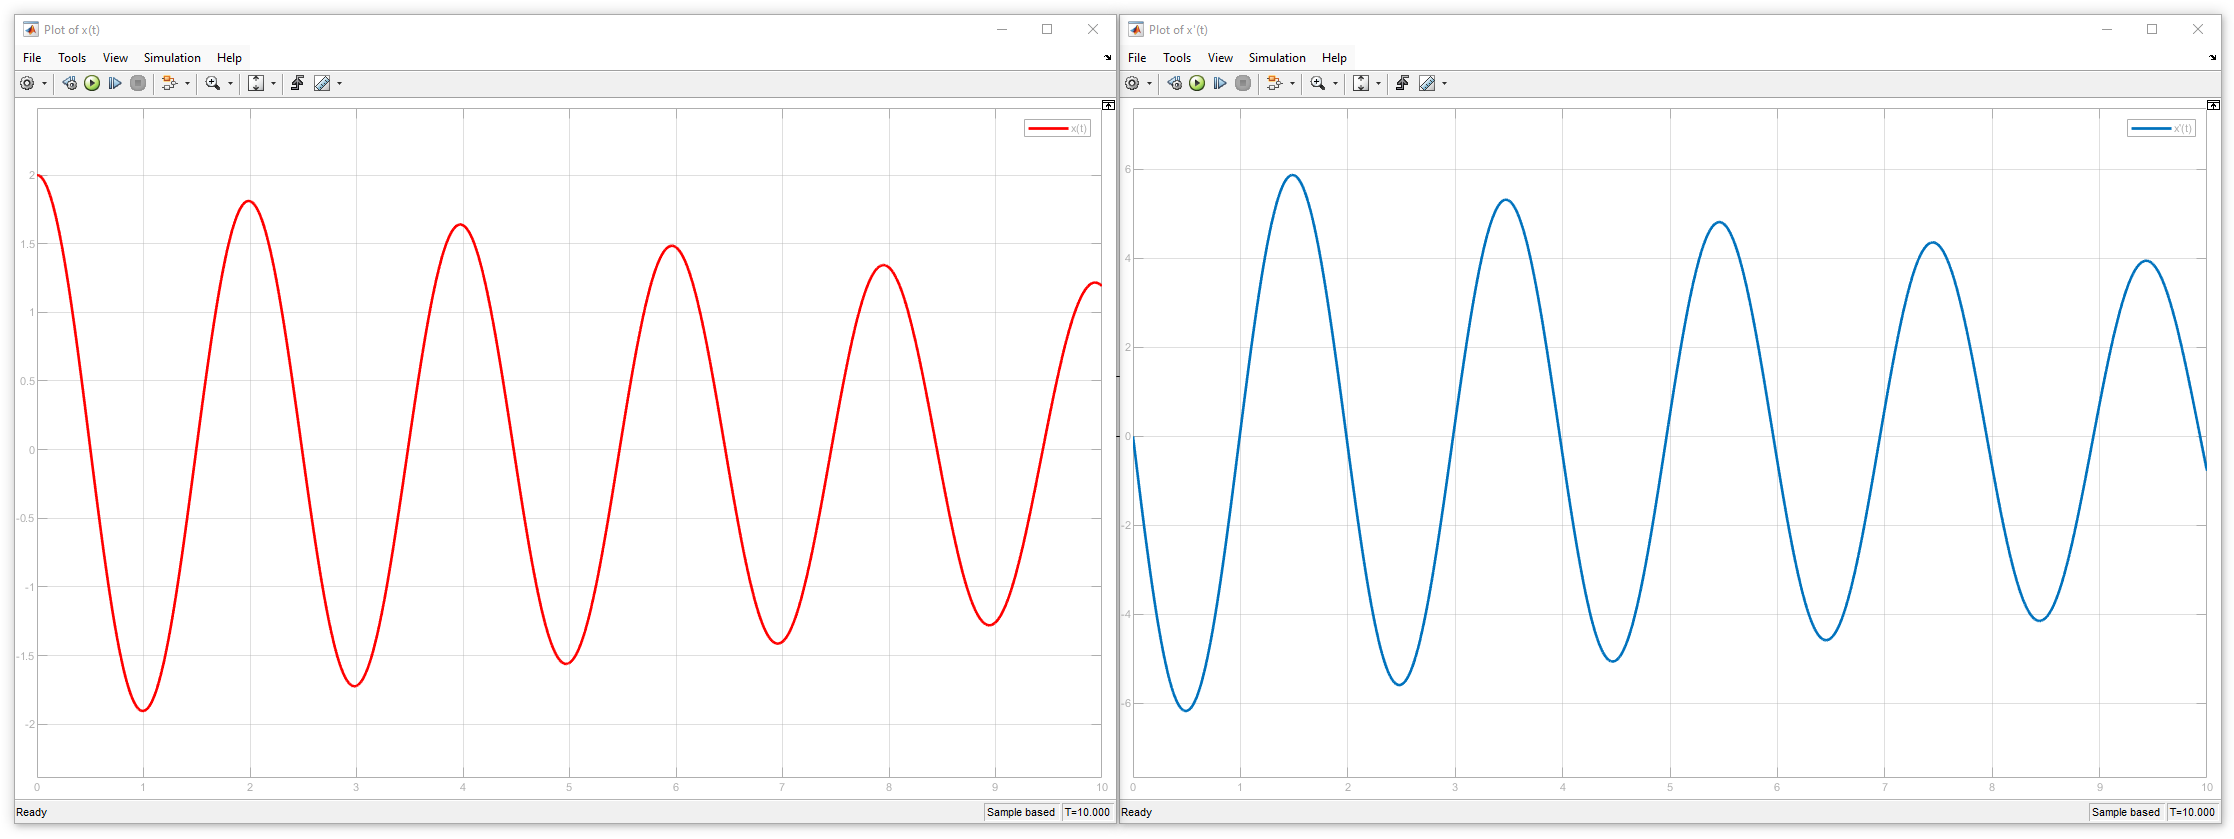 Plot of x(t)
File Tools View Simulation Help
x(t)
2
1.5
1
0.5
0
-0.5
-1
-1.5
-2
0 1 2 3 4 5 6 7 8 9 10
Ready Sample based T=10.000
Plot of x'(t)
File Tools View Simulation Help
x'(t)
6
4
2
0
-2
-4
-6
0 1 2 3 4 5 6 7 8 9 10
Ready Sample based T=10.000